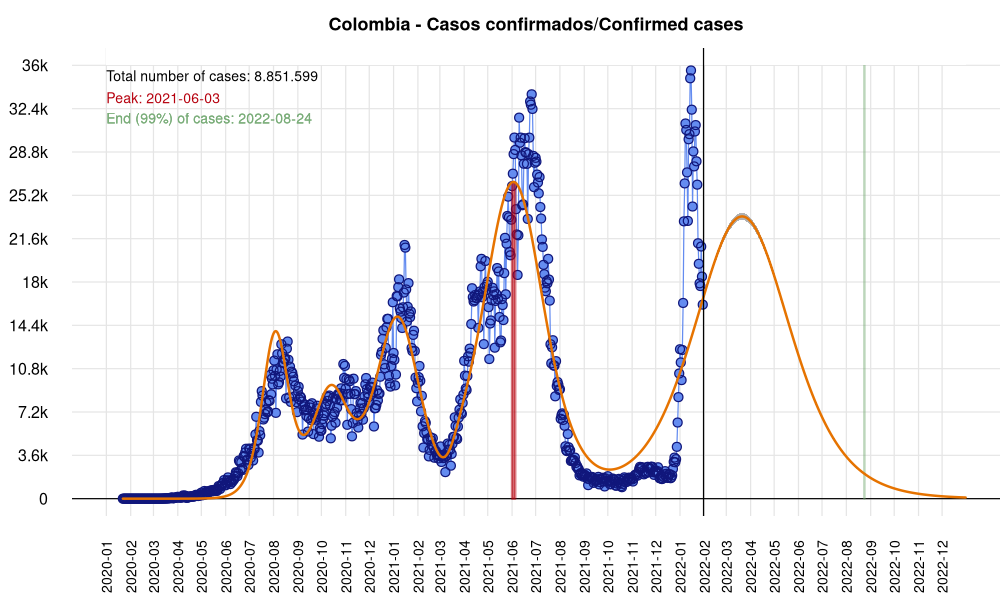 Colombia - Casos confirmados/Confirmed cases
Total number of cases: 8.851.599
Peak: 2021-06-03
End (99%) of cases: 2022-08-24
36k
32.4k
28.8k
25.2k
21.6k
18k
14.4k
10.8k
7.2k
3.6k
0
2020-01
2020-02
2020-03
2020-04
2020-05
2020-06
2020-07
2020-08
2020-09
2020-10
2020-11
2020-12
2021-01
2021-02
2021-03
2021-04
2021-05
2021-06
2021-07
2021-08
2021-09
2021-10
2021-11
2021-12
2022-01
2022-02
2022-03
2022-04
2022-05
2022-06
2022-07
2022-08
2022-09
2022-10
2022-11
2022-12